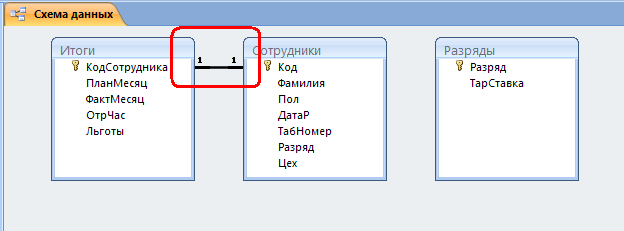 Схема данных
Итоги
КодСотрудника
ПланМесяц
ФактМесяц
ОтрЧас
Льготы
1 1
Сотрудники
Код
Фамилия
Пол
ДатаР
ТабНомер
Разряд
Цех
Разряды
Разряд
ТарСтавка